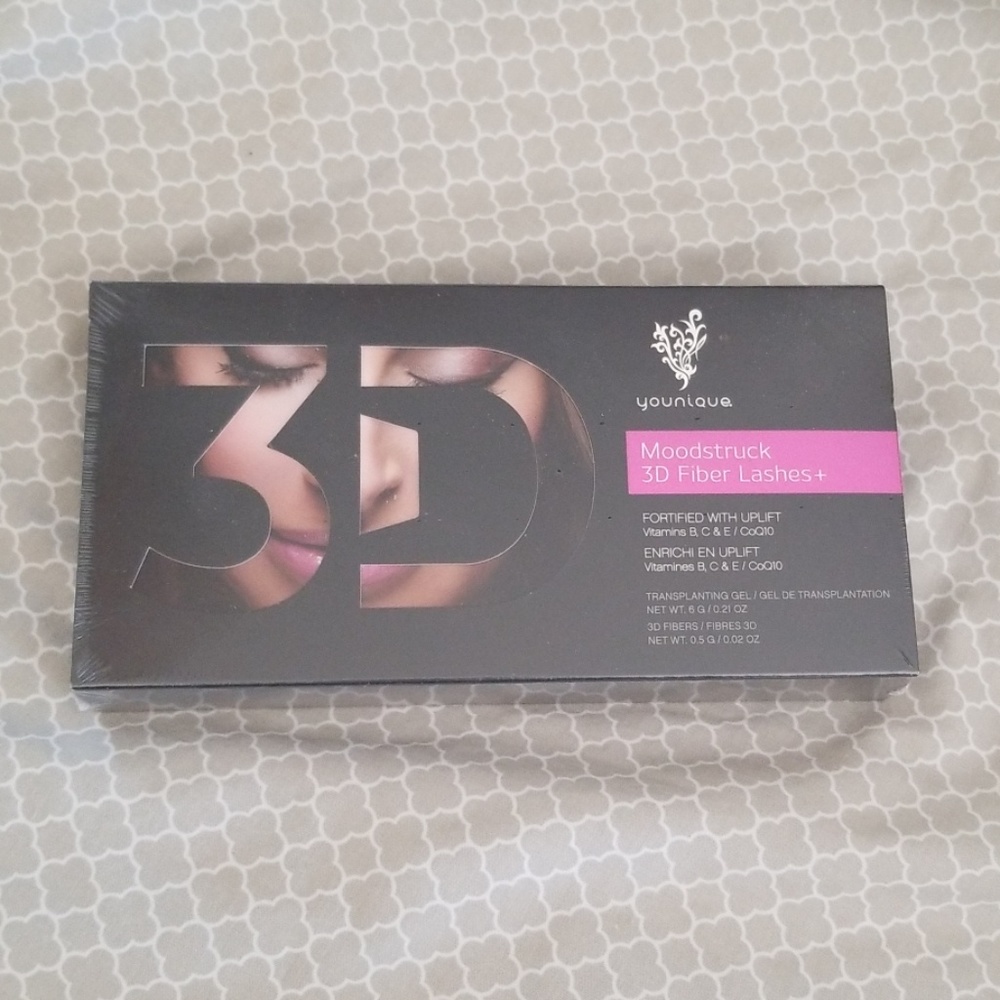 3D
younique
Moodstruck
3D Fiber Lashes+
FORTIFIED WITH UPLIFT
Vitamins B, C & E / CoQ10
ENRICHI EN UPLIFT
Vitamines B, C & E / CoQ10
TRANSPLANTING GEL / GEL DE TRANSPLANTATION
NET WT. 6 G / 0.21 OZ
3D FIBERS / FIBRES 3D
NET WT. 0.5 G / 0.02 OZ